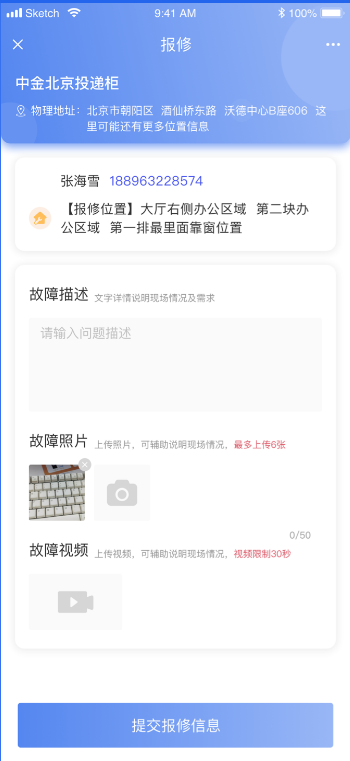 Sketch 9:41 AM 100%
报修
中金北京投递柜
物理地址： 北京市朝阳区 酒仙桥东路 沃德中心B座606 这
里可能还有更多位置信息
张海雪 188963228574
【报修位置】大厅右侧办公区域 第二块办
公区域 第一排最里面靠窗位置
故障描述 文字详情说明现场情况及需求
请输入问题描述
故障照片 上传照片，可辅助说明现场情况，最多上传6张
0/50
故障视频 上传视频，可辅助说明现场情况，视频限制30秒
提交报修信息